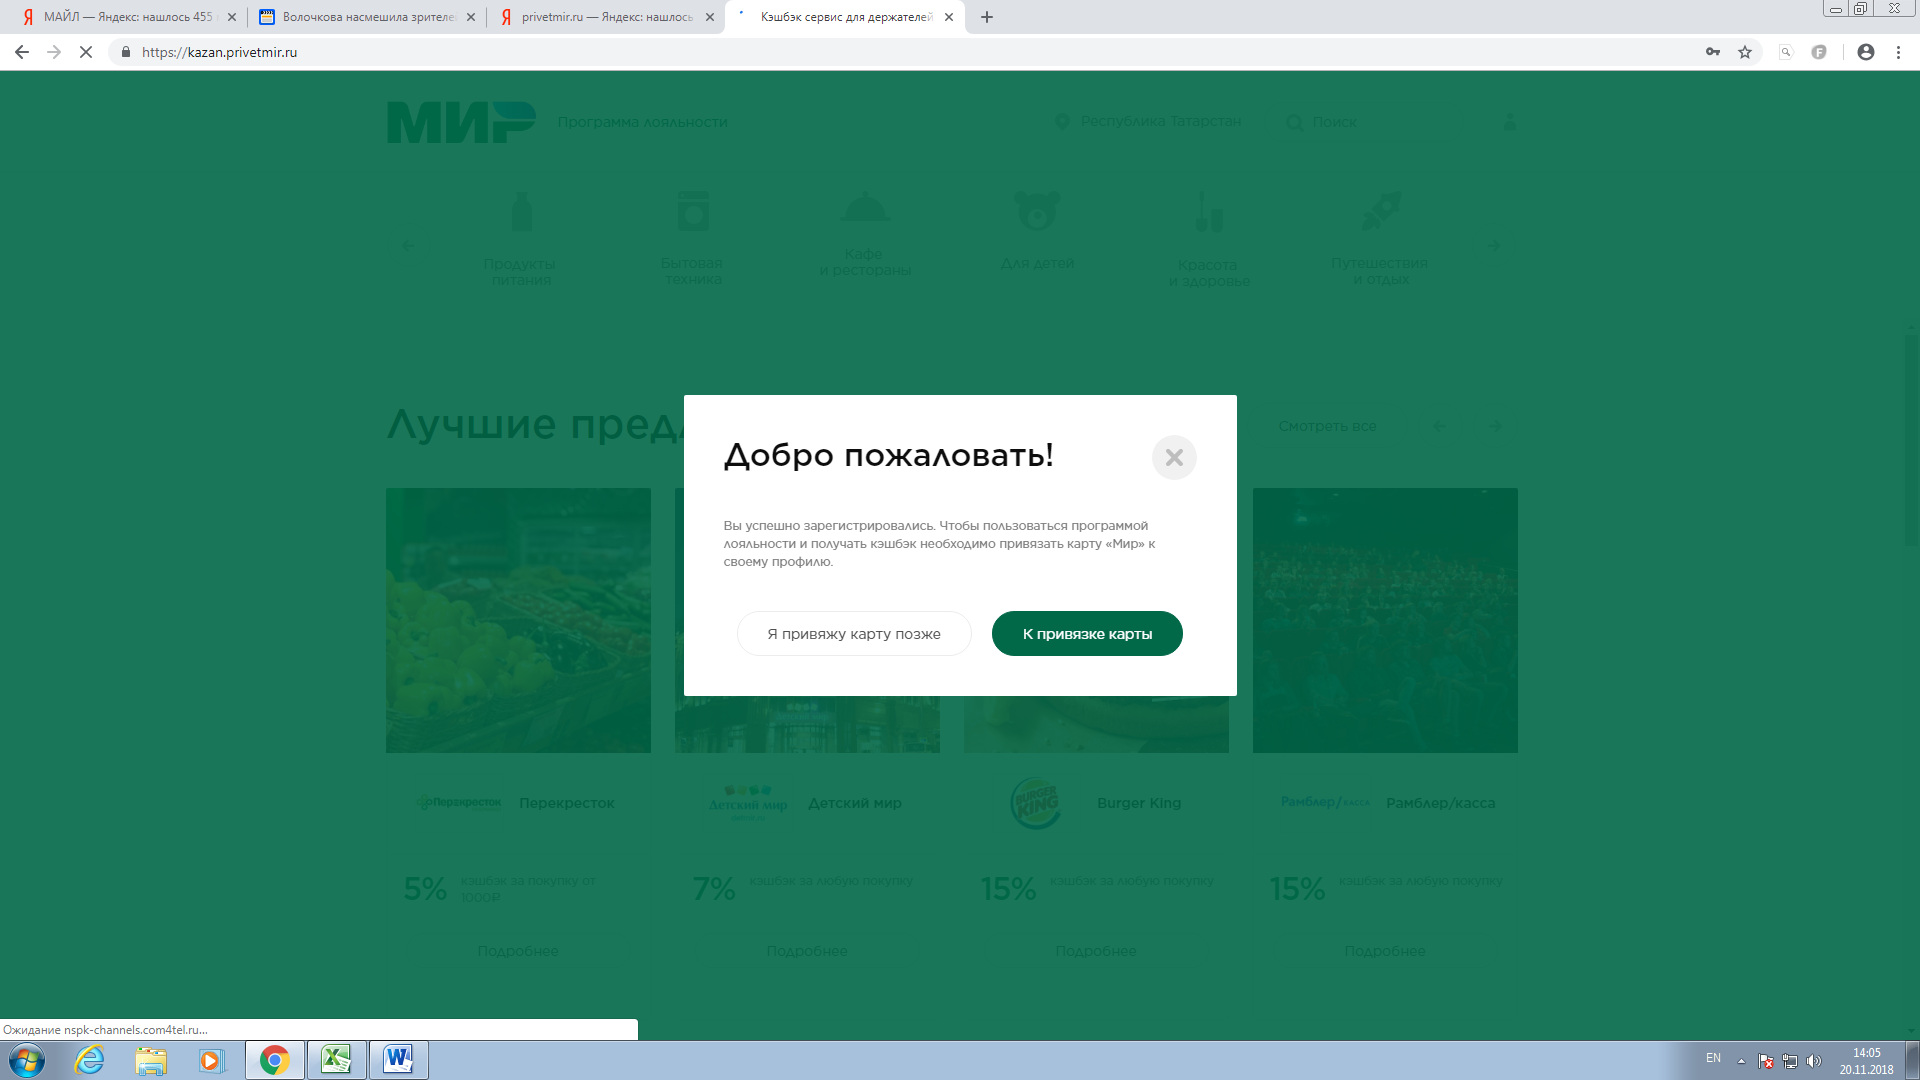 МАЙЛ — Яндекс: нашлось 455
Волочкова насмешила зрителе
privetmir.ru — Яндекс: нашлось
Кэшбэк сервис для держателей
https://kazan.privetmir.ru
МИР
Программа лояльности
Республика Татарстан
Поиск
Продукты
питания
Бытовая
техника
Кафе
и рестораны
Для детей
Красота
и здоровье
Путешествия
и отдых
Лучшие пред
Смотреть все
Добро пожаловать!
Вы успешно зарегистрировались. Чтобы пользоваться программой
лояльности и получать кэшбэк необходимо привязать карту «Мир» к
своему профилю.
Я привяжу карту позже
К привязке карты
Перекресток Перекресток
Детский мир Детский мир
BURGER KING Burger King
Рамблер/касса Рамблер/касса
5% кэшбэк за покупку от
1000₽
7% кэшбэк за любую покупку
15% кэшбэк за любую покупку
15% кэшбэк за любую покупку
Подробнее
Подробнее
Подробнее
Подробнее
Ожидание nspk-channels.com4tel.ru...
EN
14:05
20.11.2018